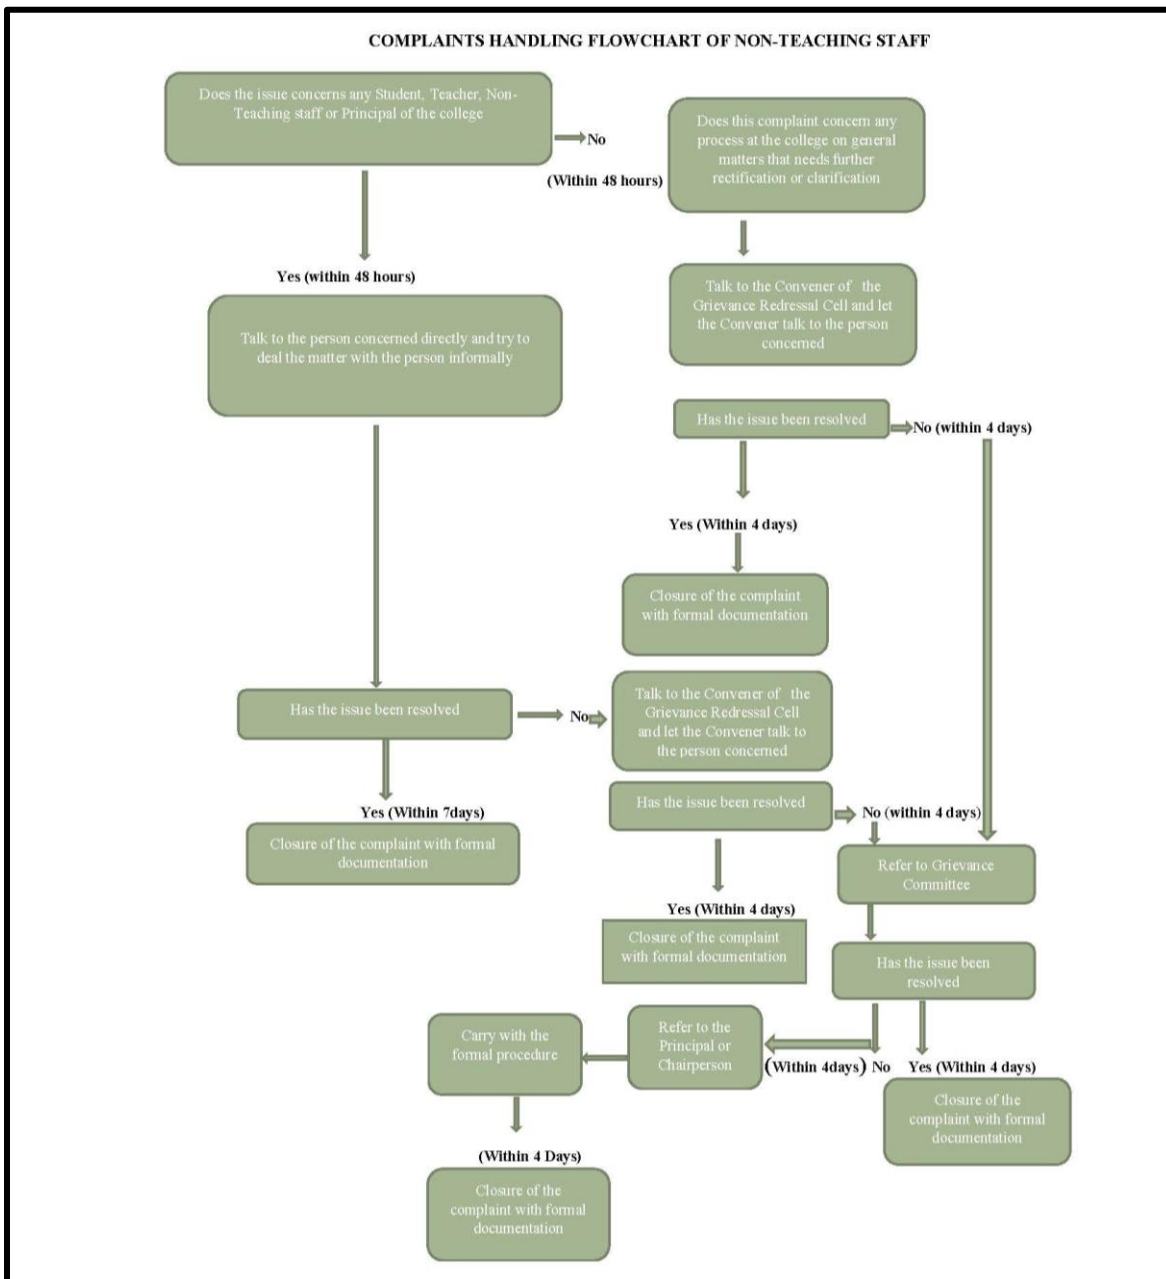 COMPLAINTS HANDLING FLOWCHART OF NON-TEACHING STAFF
Does the issue concerns any Student, Teacher, Non-
Teaching staff or Principal of the college
No
(Within 48 hours)
Does this complaint concern any
process at the college on general
matters that needs further
rectification or clarification
Yes (within 48 hours)
Talk to the person concerned directly and try to
deal the matter with the person informally
Talk to the Convener of the
Grievance Redressal Cell and let
the Convener talk to the person
concerned
Has the issue been resolved
No (within 4 days)
Yes (Within 4 days)
Closure of the complaint
with formal documentation
Has the issue been resolved
No
Talk to the Convener of the
Grievance Redressal Cell
and let the Convener talk to
the person concerned
Yes (Within 7days)
Closure of the complaint with formal
documentation
Has the issue been resolved
No (within 4 days)
Refer to Grievance
Committee
Yes (Within 4 days)
Closure of the complaint
with formal documentation
Has the issue been
resolved
Carry with the
formal procedure
Refer to the
Principal or
Chairperson
(Within 4days) No
Yes (Within 4 days)
Closure of the
complaint with formal
documentation
(Within 4 Days)
Closure of the
complaint with formal
documentation